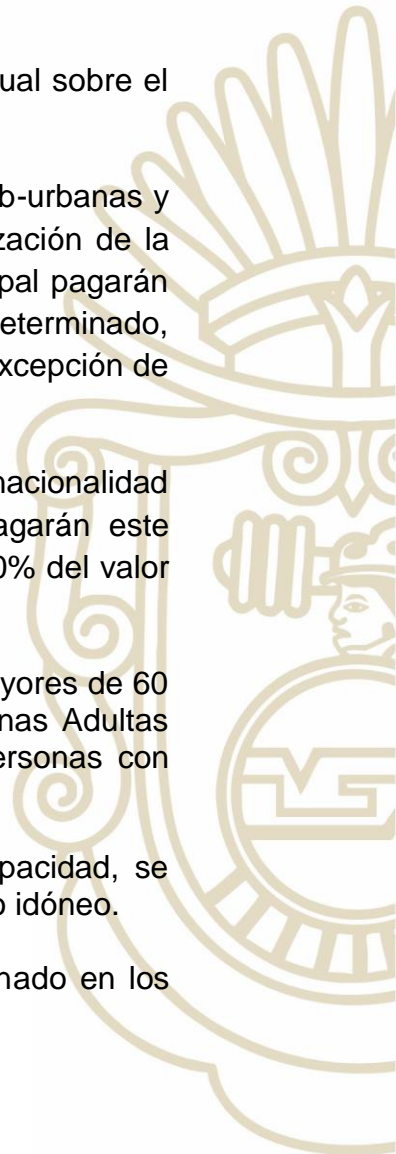 ual sobre el
b-urbanas y
zación de la
ipal pagarán
eterminado,
xcepción de
nacionalidad
agarán este
0% del valor
yores de 60
nas Adultas
ersonas con
pacidad, se
o idóneo.
nado en los